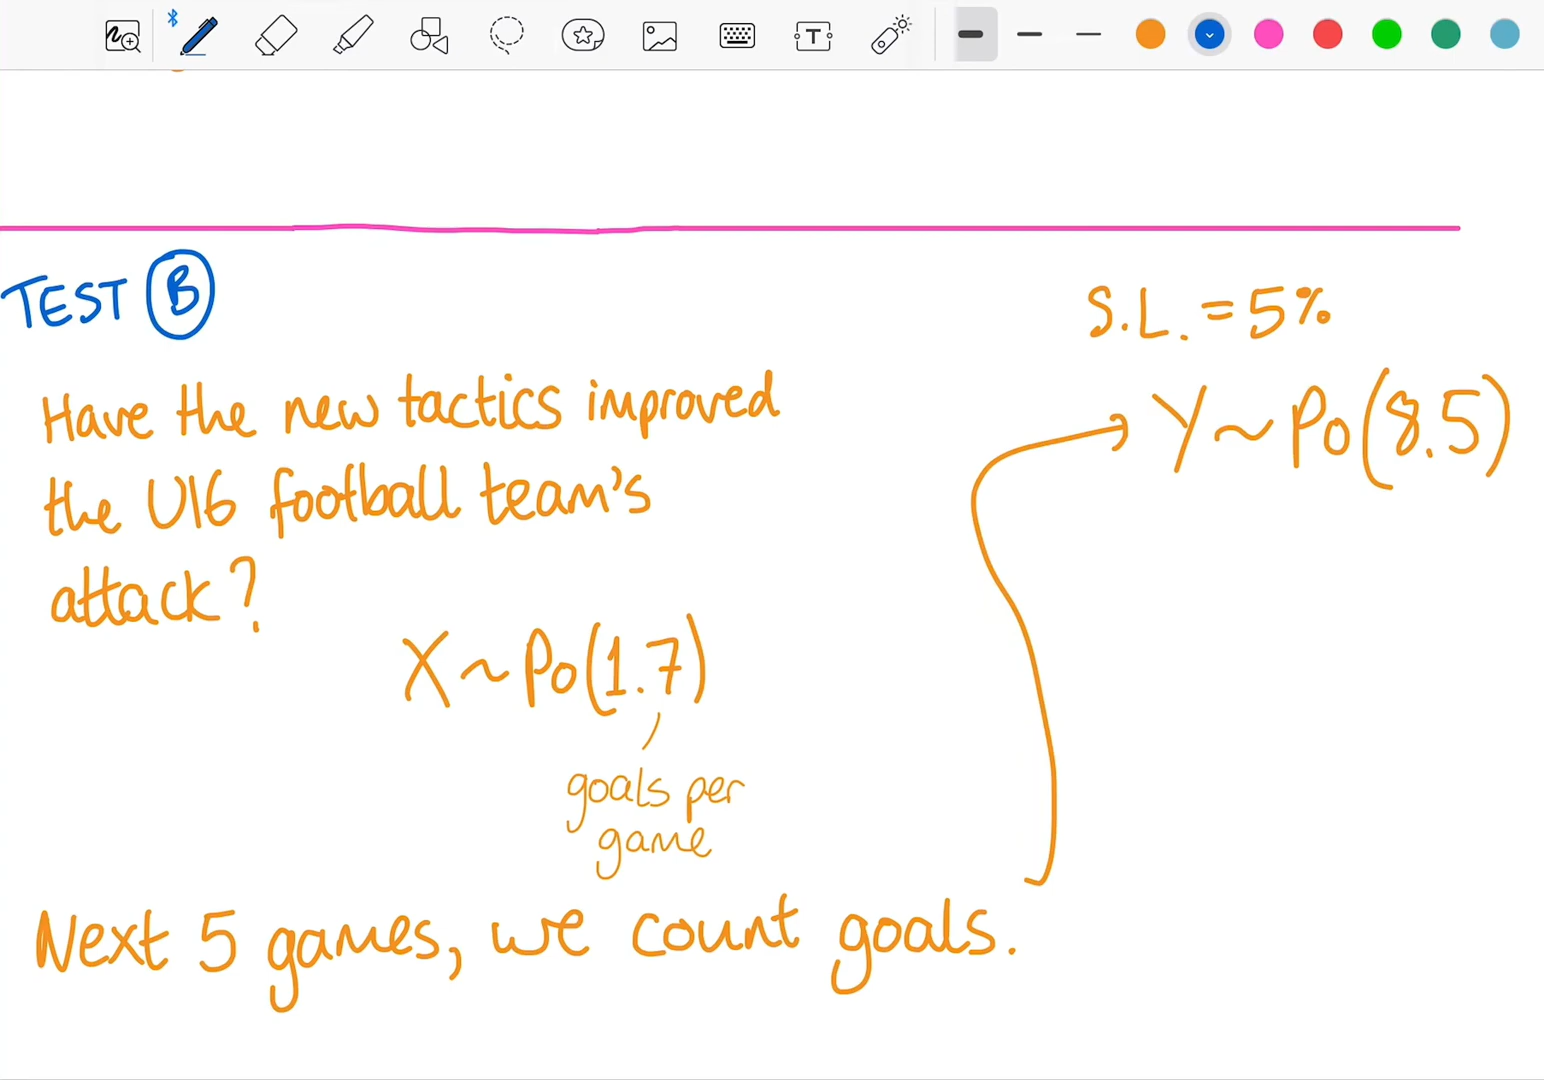 TEST B
S.L. = 5%
Have the new tactics improved
the U16 football team's
attack?
Y~Po(8.5)
X~Po(1.7)
goals per
game
Next 5 games, we count goals.